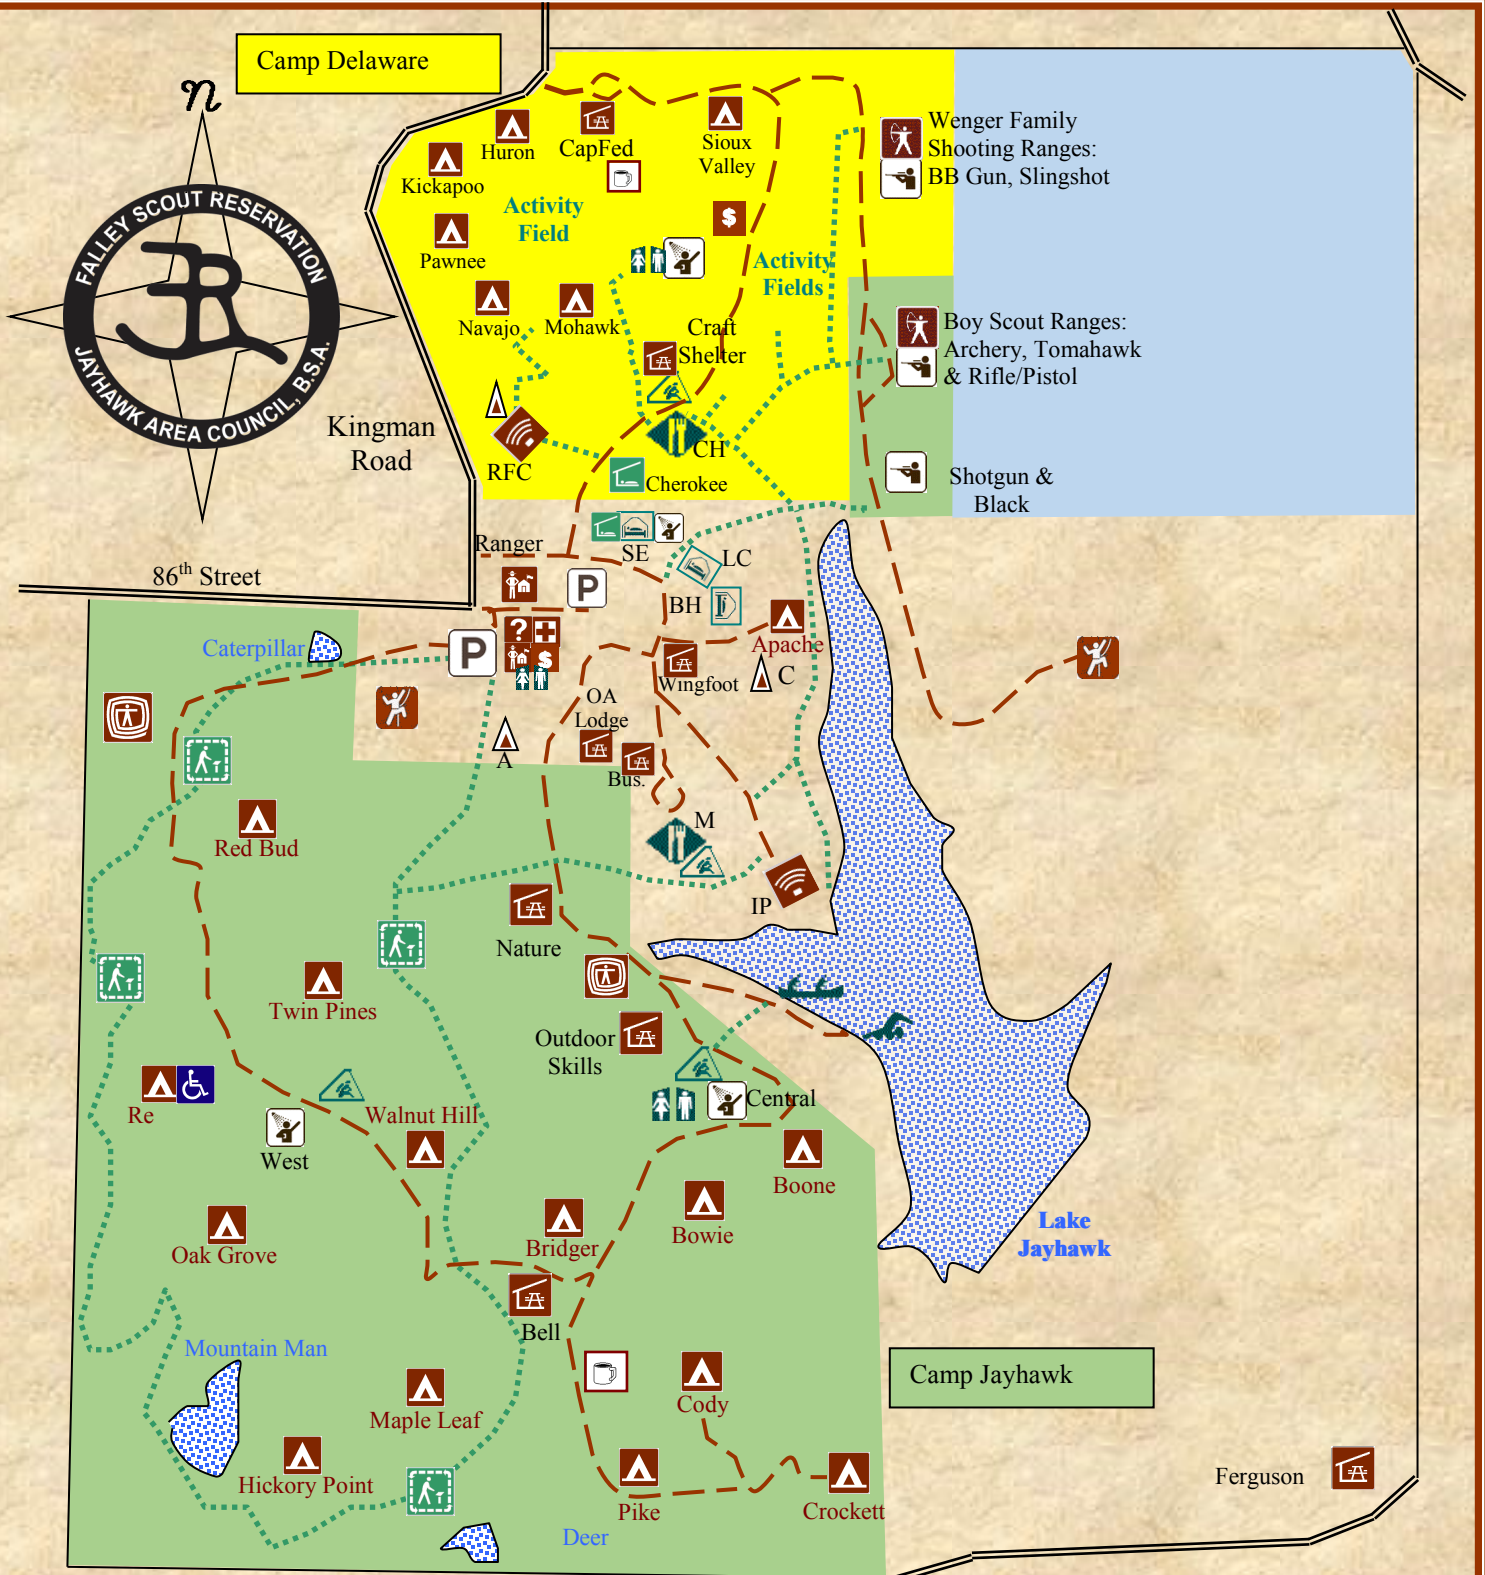 Camp Delaware
n
FALLEY SCOUT RESERVATION
JAYHAWK AREA COUNCIL, B.S.A.
Huron
CapFed
Sioux
Valley
Kickapoo
Activity
Field
Pawnee
$
Activity
Fields
Navajo
Mohawk
Craft
Shelter
Wenger Family
Shooting Ranges:
BB Gun, Slingshot
Boy Scout Ranges:
Archery, Tomahawk
& Rifle/Pistol
Kingman
Road
RFC
CH
Cherokee
Shotgun &
Black
Ranger
SE
LC
86th Street
P
BH
Apache
Caterpillar
P
?
$
Wingfoot
C
OA
Lodge
A
Bus.
M
Red Bud
IP
Nature
Twin Pines
Outdoor
Skills
Re
Walnut Hill
Central
West
Boone
Oak Grove
Bridger
Bowie
Lake
Jayhawk
Bell
Mountain Man
Camp Jayhawk
Maple Leaf
Cody
Hickory Point
Pike
Crockett
Ferguson
Deer